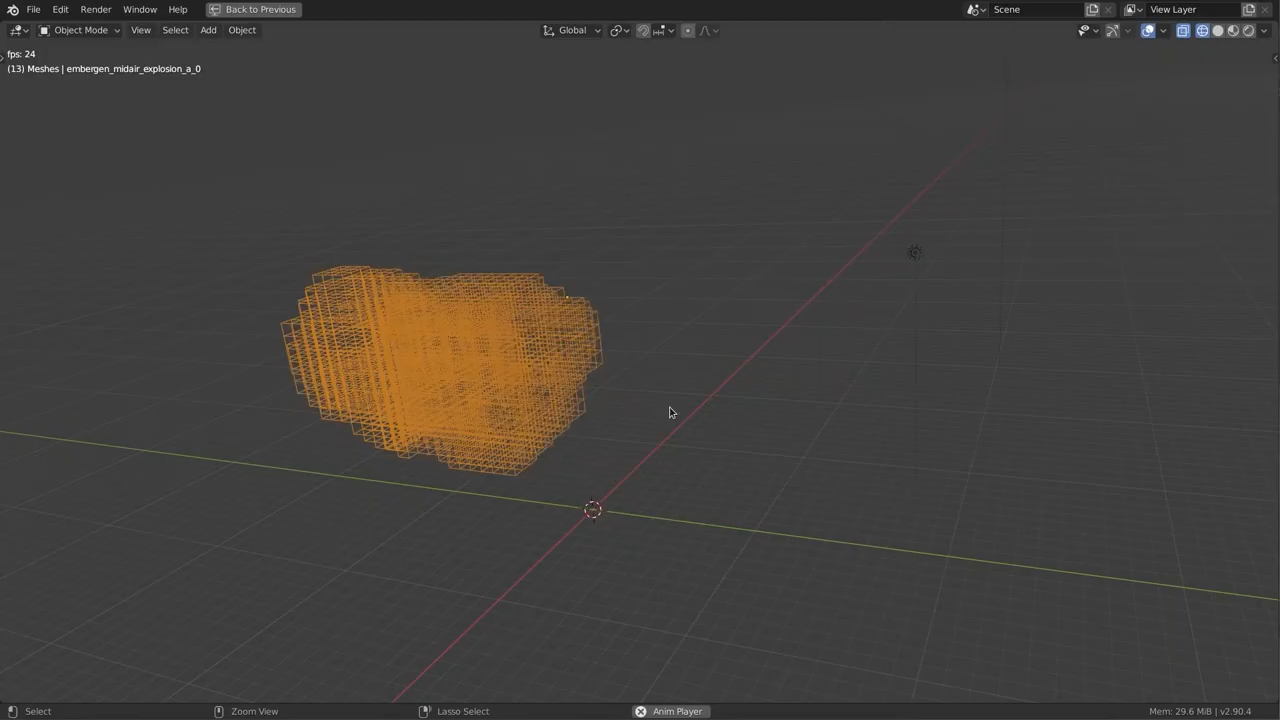 File Edit Render Window Help Back to Previous Scene View Layer
Object Mode View Select Add Object Global
fps: 24
(13) Meshes | embergen_midair_explosion_a_0
Select Zoom View Lasso Select Anim Player Mem: 29.6 MiB | v2.90.4